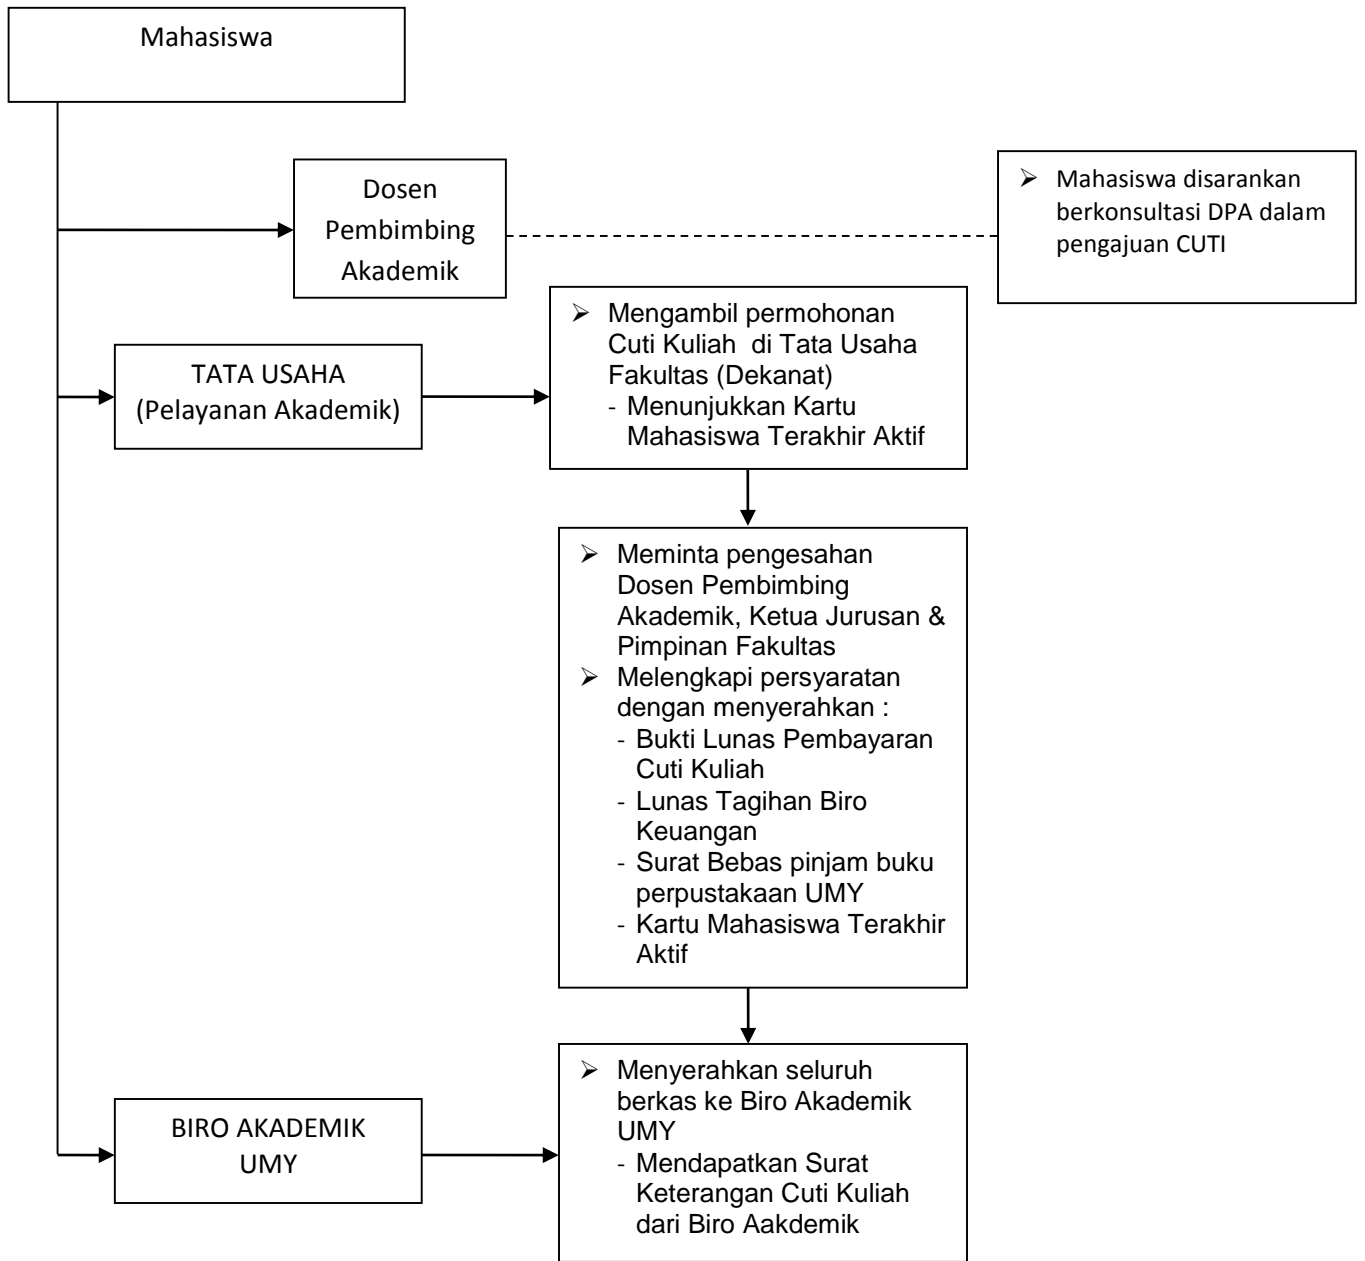 Mahasiswa
Dosen
Pembimbing
Akademik
➢ Mahasiswa disarankan
berkonsultasi DPA dalam
pengajuan CUTI
TATA USAHA
(Pelayanan Akademik)
➢ Mengambil permohonan
Cuti Kuliah di Tata Usaha
Fakultas (Dekanat)
- Menunjukkan Kartu
Mahasiswa Terakhir Aktif
➢ Meminta pengesahan
Dosen Pembimbing
Akademik, Ketua Jurusan &
Pimpinan Fakultas
➢ Melengkapi persyaratan
dengan menyerahkan :
- Bukti Lunas Pembayaran
Cuti Kuliah
- Lunas Tagihan Biro
Keuangan
- Surat Bebas pinjam buku
perpustakaan UMY
- Kartu Mahasiswa Terakhir
Aktif
BIRO AKADEMIK
UMY
➢ Menyerahkan seluruh
berkas ke Biro Akademik
UMY
- Mendapatkan Surat
Keterangan Cuti Kuliah
dari Biro Aakdemik